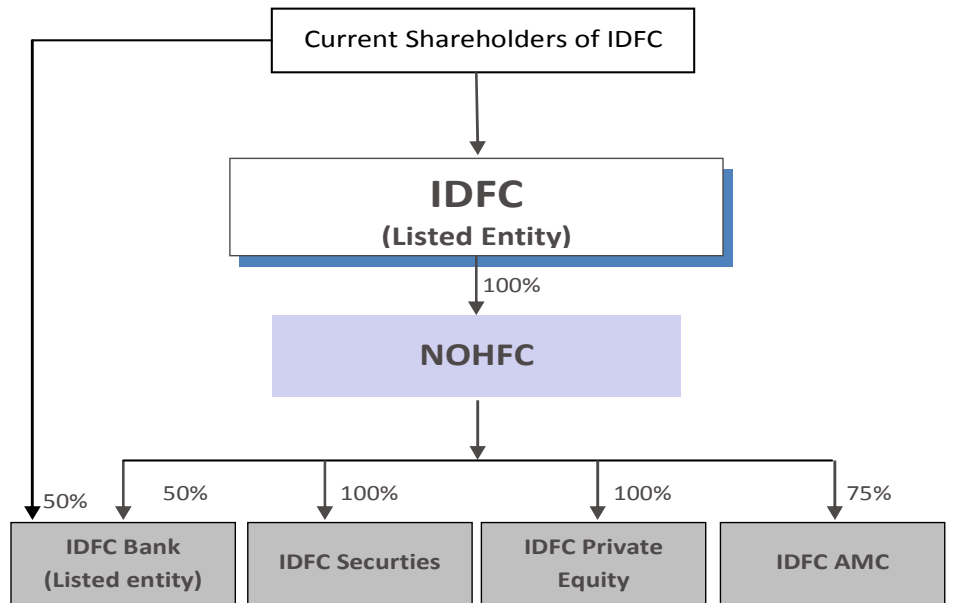 Current Shareholders of IDFC
IDFC
(Listed Entity)
100%
NOHFC
50%
50%
100%
100%
75%
IDFC Bank
(Listed entity)
IDFC Securties
IDFC Private
Equity
IDFC AMC